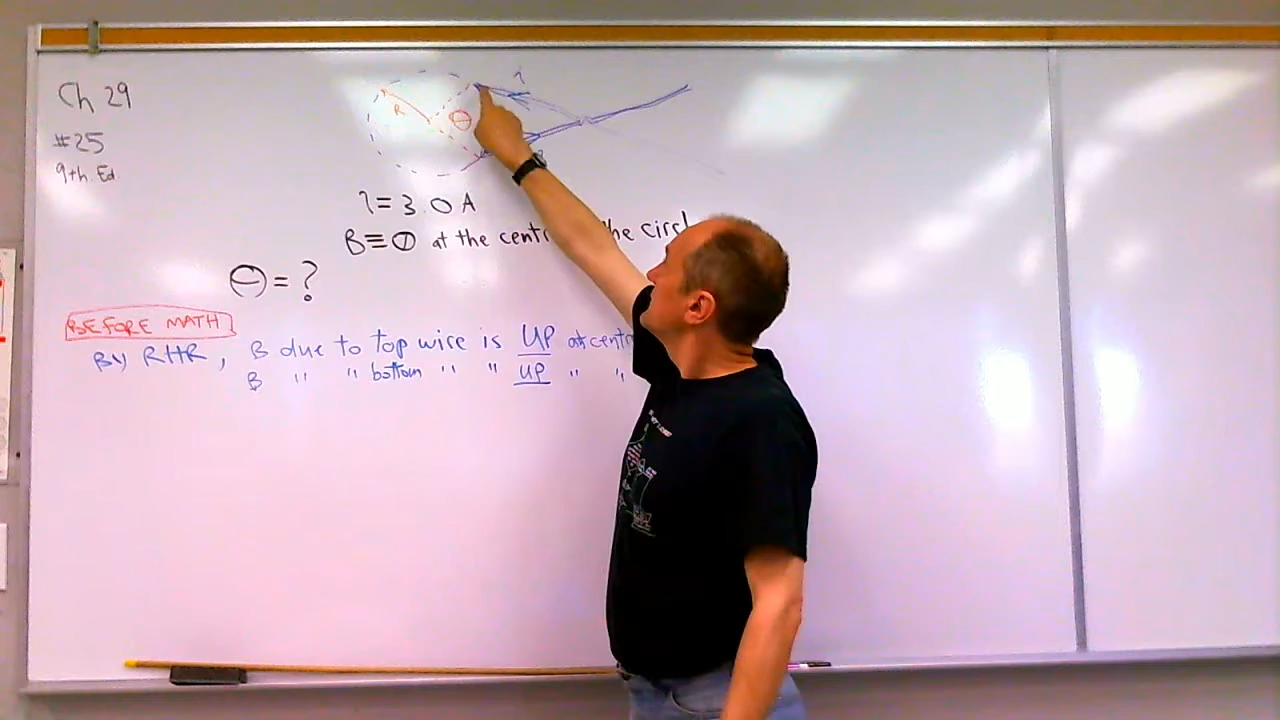 Ch 29
#25
9th. Ed
i
R
θ
i = 3.0 A
B ≡ 0 at the cent the circl
θ = ?
BEFORE MATH
By RHR, B due to top wire is UP at centr
B " " bottom " " UP " "